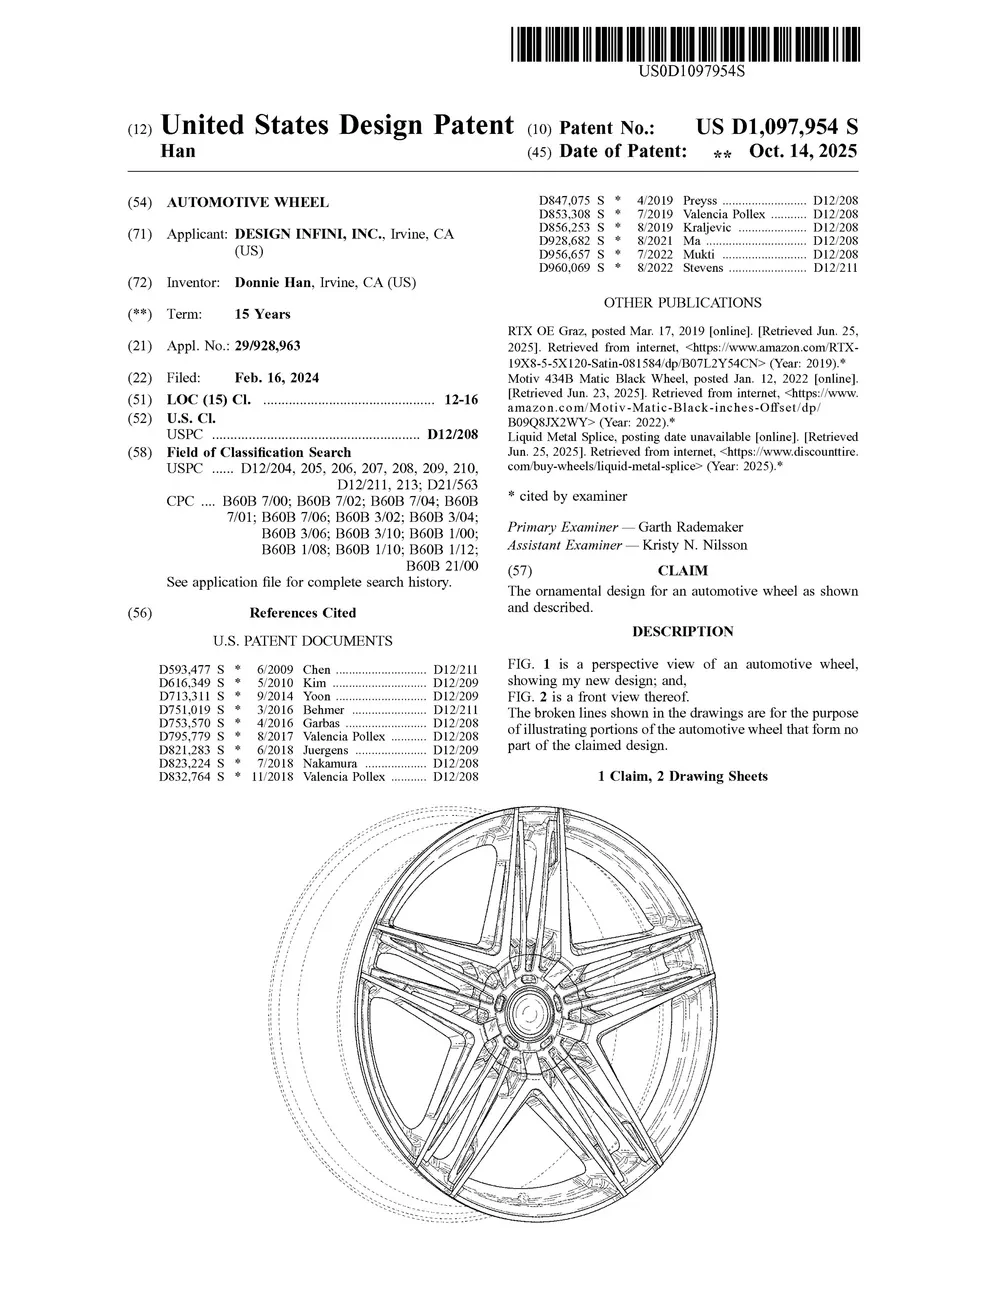 US0D1097954S
(12) United States Design Patent
Han
(10) Patent No.: US D1,097,954 S
(45) Date of Patent: ** Oct. 14, 2025
(54) AUTOMOTIVE WHEEL
(71) Applicant: DESIGN INFINI, INC., Irvine, CA
(US)
(72) Inventor: Donnie Han, Irvine, CA (US)
(**) Term: 15 Years
(21) Appl. No.: 29/928,963
(22) Filed: Feb. 16, 2024
(51) LOC (15) Cl. .............................................. 12-16
(52) U.S. Cl.
USPC ........................................................ D12/208
(58) Field of Classification Search
USPC ...... D12/204, 205, 206, 207, 208, 209, 210,
D12/211, 213; D21/563
CPC .... B60B 7/00; B60B 7/02; B60B 7/04; B60B
7/01; B60B 7/06; B60B 3/02; B60B 3/04;
B60B 3/06; B60B 3/10; B60B 1/00;
B60B 1/08; B60B 1/10; B60B 1/12;
B60B 21/00
See application file for complete search history.
(56) References Cited
U.S. PATENT DOCUMENTS
D593,477 S * 6/2009 Chen ............................ D12/211
D616,349 S * 5/2010 Kim ............................. D12/209
D713,311 S * 9/2014 Yoon ............................ D12/209
D751,019 S * 3/2016 Behmer ....................... D12/211
D753,570 S * 4/2016 Garbas ......................... D12/208
D795,779 S * 8/2017 Valencia Pollex ........... D12/208
D821,283 S * 6/2018 Juergens ...................... D12/209
D823,224 S * 7/2018 Nakamura ................... D12/208
D832,764 S * 11/2018 Valencia Pollex ........... D12/208
D847,075 S * 4/2019 Preyss .......................... D12/208
D853,308 S * 7/2019 Valencia Pollex ........... D12/208
D856,253 S * 8/2019 Kraljevic ..................... D12/208
D928,682 S * 8/2021 Ma ............................... D12/208
D956,657 S * 7/2022 Mukti .......................... D12/208
D960,069 S * 8/2022 Stevens ........................ D12/211
OTHER PUBLICATIONS
RTX OE Graz, posted Mar. 17, 2019 [online]. [Retrieved Jun. 25,
2025]. Retrieved from internet, <https://www.amazon.com/RTX-
19X8-5-5X120-Satin-081584/dp/B07L2Y54CN> (Year: 2019).*
Motiv 434B Matic Black Wheel, posted Jan. 12, 2022 [online].
[Retrieved Jun. 23, 2025]. Retrieved from internet, <https://www.
amazon.com/Motiv-Matic-Black-inches-Offset/dp/
B09Q8JX2WY> (Year: 2022).*
Liquid Metal Splice, posting date unavailable [online]. [Retrieved
Jun. 25, 2025]. Retrieved from internet, <https://www.discounttire.
com/buy-wheels/liquid-metal-splice> (Year: 2025).*
* cited by examiner
Primary Examiner — Garth Rademaker
Assistant Examiner — Kristy N. Nilsson
(57) CLAIM
The ornamental design for an automotive wheel as shown
and described.
DESCRIPTION
FIG. 1 is a perspective view of an automotive wheel,
showing my new design; and,
FIG. 2 is a front view thereof.
The broken lines shown in the drawings are for the purpose
of illustrating portions of the automotive wheel that form no
part of the claimed design.
1 Claim, 2 Drawing Sheets